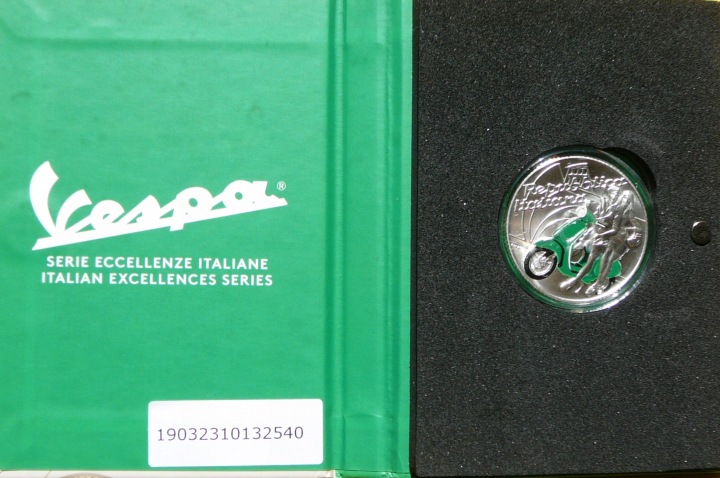 Vespa®
SERIE ECCELLENZE ITALIANE
ITALIAN EXCELLENCES SERIES
19032310132540
Repubblica
Italiana